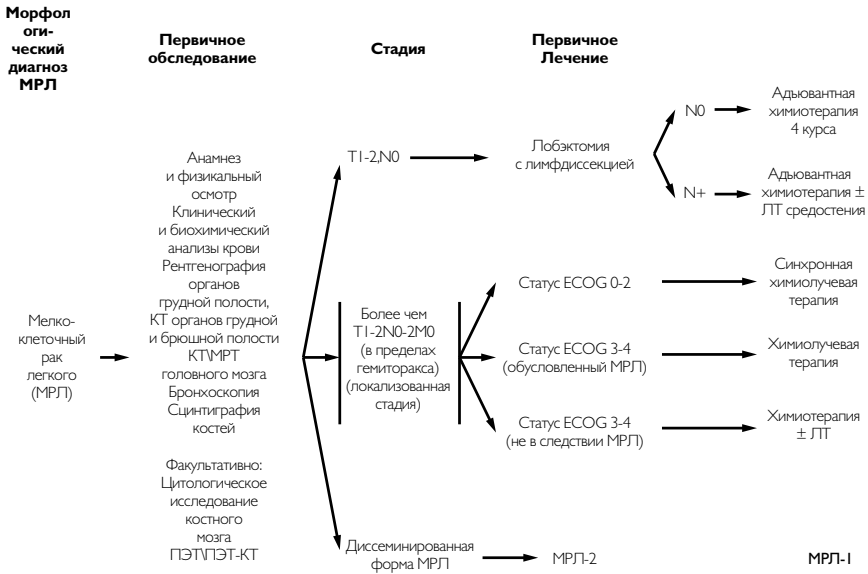 Морфол
оги-
ческий
диагноз
МРЛ
Первичное
обследование
Стадия
Первичное
Лечение
Мелко-
клеточный
рак
легкого
(МРЛ)
Анамнез
и физикальный
осмотр
Клинический
и биохимический
анализы крови
Рентгенография
органов
грудной полости,
КТ органов грудной
и брюшной полости
КТ\МРТ
головного мозга
Бронхоскопия
Сцинтиграфия
костей
Факультативно:
Цитологическое
исследование
костного
мозга
ПЭТ\ПЭТ-КТ
T1-2,N0
Лобэктомия
с лимфдиссекцией
N0
Адъювантная
химиотерапия
4 курса
N+
Адъювантная
химиотерапия ±
ЛТ средостения
Более чем
T1-2N0-2M0
(в пределах
гемиторакса)
(локализованная
стадия)
Статус ECOG 0-2
Синхронная
химиолучевая
терапия
Статус ECOG 3-4
(обусловленный МРЛ)
Химиолучевая
терапия
Статус ECOG 3-4
(не в следствии МРЛ)
Химиотерапия
± ЛТ
Диссеминированная
форма МРЛ
МРЛ-2
МРЛ-1